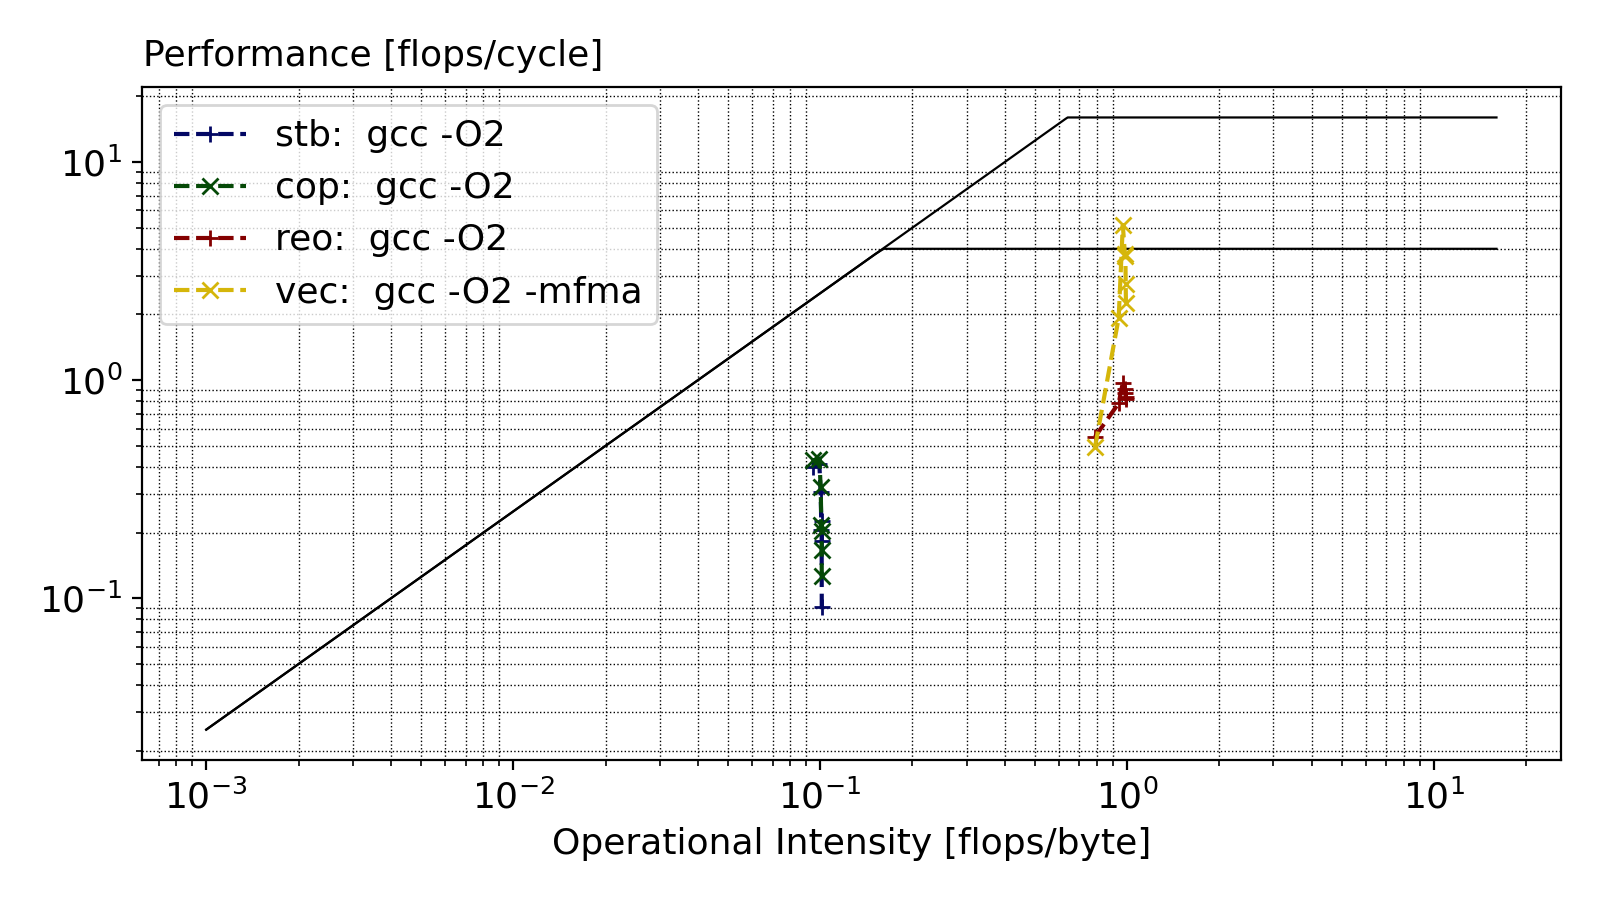 Performance [flops/cycle]
stb:  gcc -O2
cop:  gcc -O2
reo:  gcc -O2
vec:  gcc -O2 -mfma
10¹
10⁰
10⁻¹
10⁻³ 10⁻² 10⁻¹ 10⁰ 10¹
Operational Intensity [flops/byte]